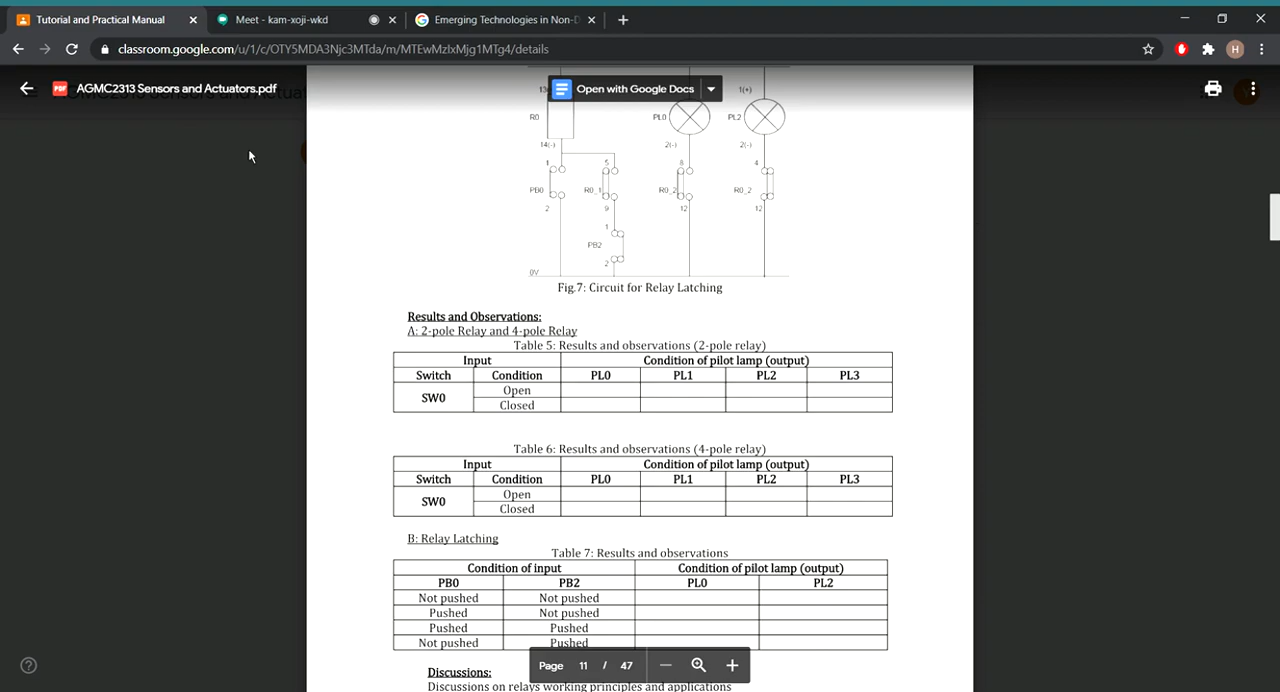 Tutorial and Practical Manual
Meet - kam-xoji-wkd
Emerging Technologies in Non-D
classroom.google.com/u/1/c/OTY5MDA3Njc3MTda/m/MTEwMzIxMjg1MTg4/details
H
PDF AGMC2313 Sensors and Actuators.pdf
Open with Google Docs
1(+)
R0 PL0 PL2
14(-) 2(-) 2(-)
1 5 8 4
PB0 R0_1 R0_2 R0_2
2 9 12 12
1
PB2
2
0V
Fig.7: Circuit for Relay Latching
Results and Observations:
A: 2-pole Relay and 4-pole Relay
Table 5: Results and observations (2-pole relay)
Input Condition of pilot lamp (output)
Switch Condition PL0 PL1 PL2 PL3
SW0 Open
Closed
Table 6: Results and observations (4-pole relay)
Input Condition of pilot lamp (output)
Switch Condition PL0 PL1 PL2 PL3
SW0 Open
Closed
B: Relay Latching
Table 7: Results and observations
Condition of input Condition of pilot lamp (output)
PB0 PB2 PL0 PL2
Not pushed Not pushed
Pushed Not pushed
Pushed Pushed
Not pushed Pushed
Page 11 / 47
Discussions:
Discussions on relays working principles and applications